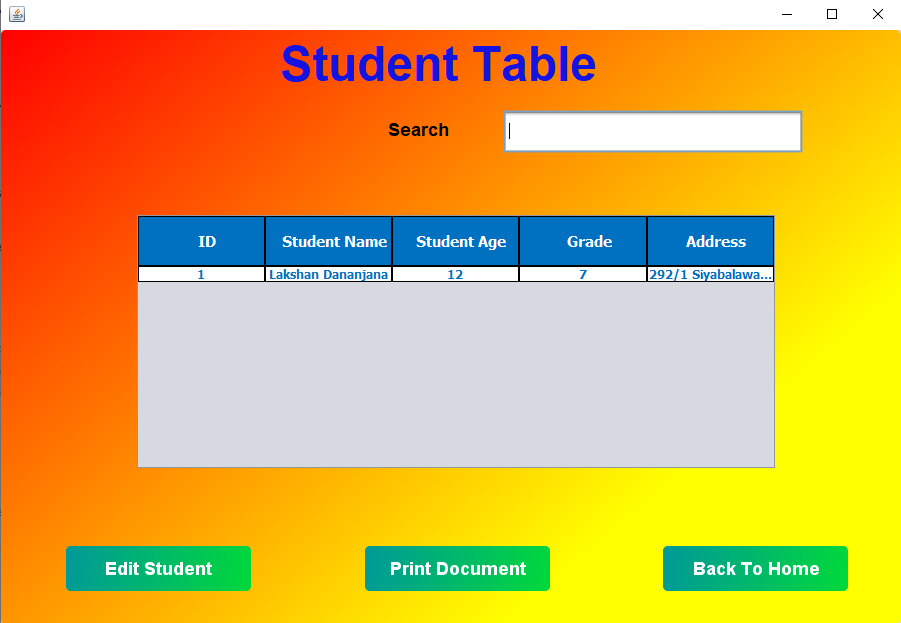 Student Table
Search
ID Student Name Student Age Grade Address
1 Lakshan Dananjana 12 7 292/1 Siyabalawa...
Edit Student Print Document Back To Home